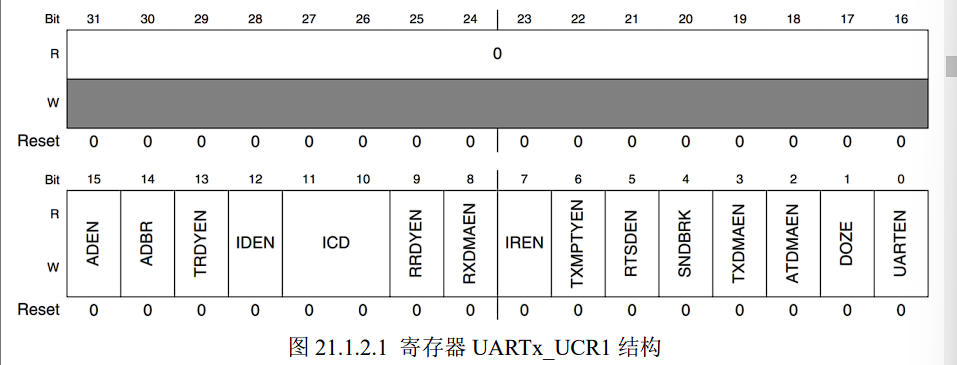 Bit 31 30 29 28 27 26 25 24 23 22 21 20 19 18 17 16
R 0
W
Reset 0 0 0 0 0 0 0 0 0 0 0 0 0 0 0 0
Bit 15 14 13 12 11 10 9 8 7 6 5 4 3 2 1 0
R
ADEN ADBR TRDYEN IDEN ICD RRDYEN RXDMAEN IREN TXMPTYEN RTSDEN SNDBRK TXDMAEN ATDMAEN DOZE UARTEN
W
Reset 0 0 0 0 0 0 0 0 0 0 0 0 0 0 0 0
图 21.1.2.1 寄存器 UARTx_UCR1 结构